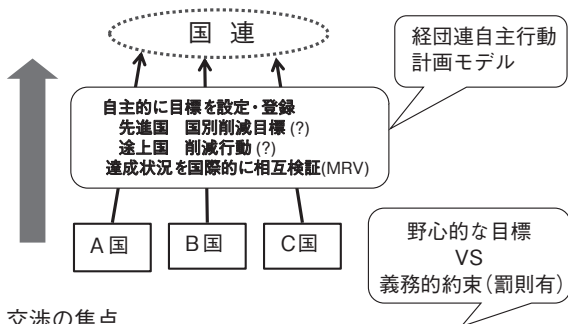 国 連
経団連自主行動
計画モデル
自主的に目標を設定・登録
先進国 国別削減目標(?)
途上国 削減行動(?)
達成状況を国際的に相互検証(MRV)
A国
B国
C国
野心的な目標
VS
義務的約束(罰則有)
交渉の焦点